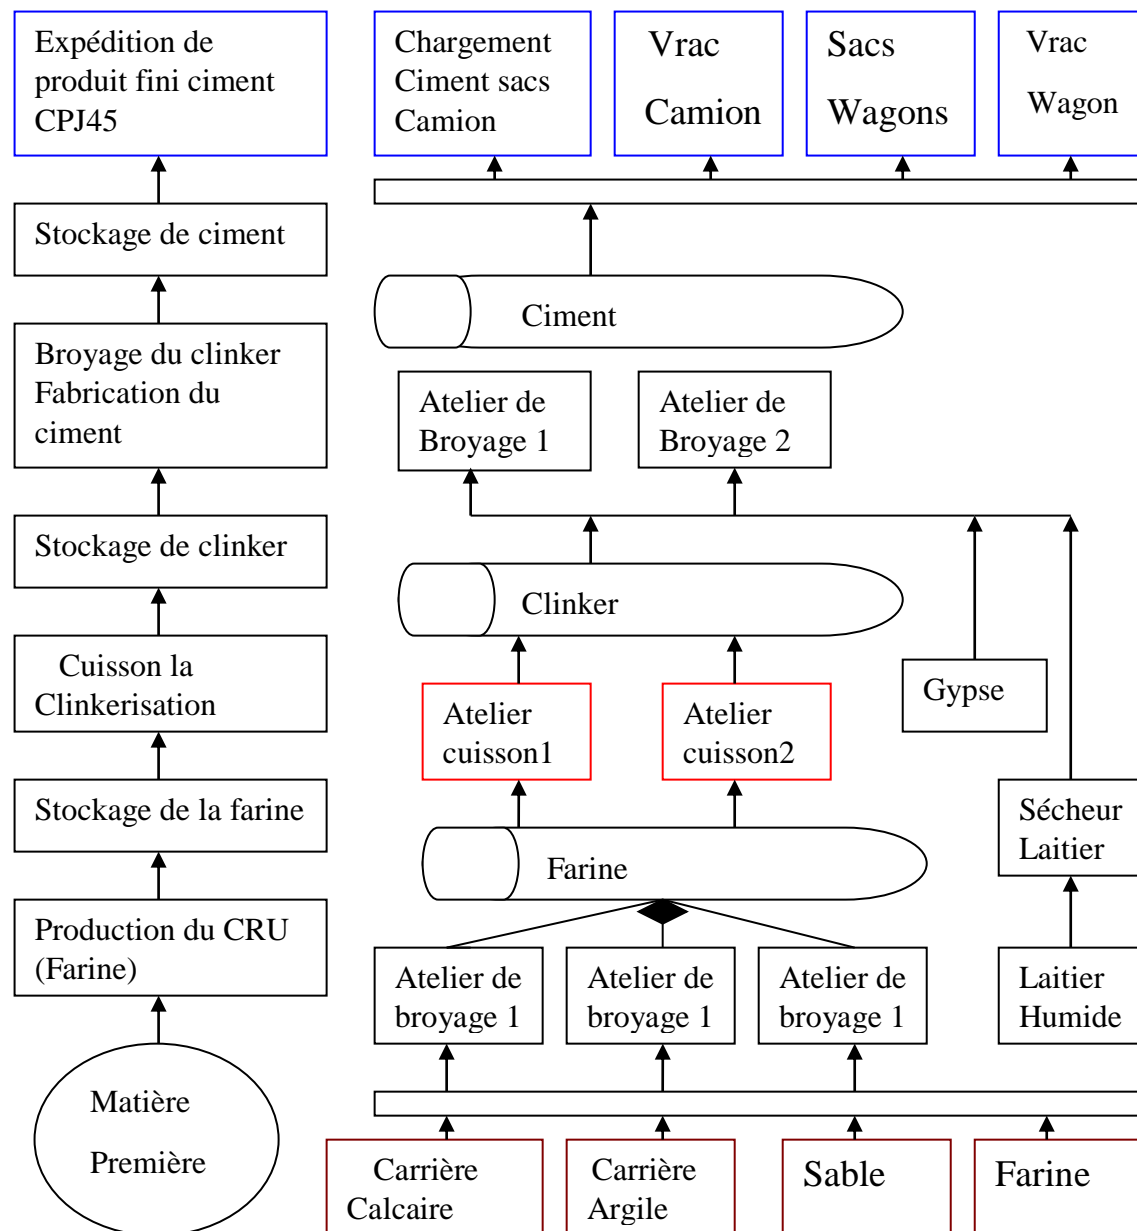 Expédition de
produit fini ciment
CPJ45
Chargement
Ciment sacs
Camion
Vrac
Camion
Sacs
Wagons
Vrac
Wagon
Stockage de ciment
Ciment
Broyage du clinker
Fabrication du
ciment
Atelier de
Broyage 1
Atelier de
Broyage 2
Stockage de clinker
Clinker
Cuisson la
Clinkerisation
Atelier
cuisson1
Atelier
cuisson2
Gypse
Stockage de la farine
Farine
Sécheur
Laitier
Production du CRU
(Farine)
Atelier de
broyage 1
Atelier de
broyage 1
Atelier de
broyage 1
Laitier
Humide
Matière
Première
Carrière
Calcaire
Carrière
Argile
Sable
Farine